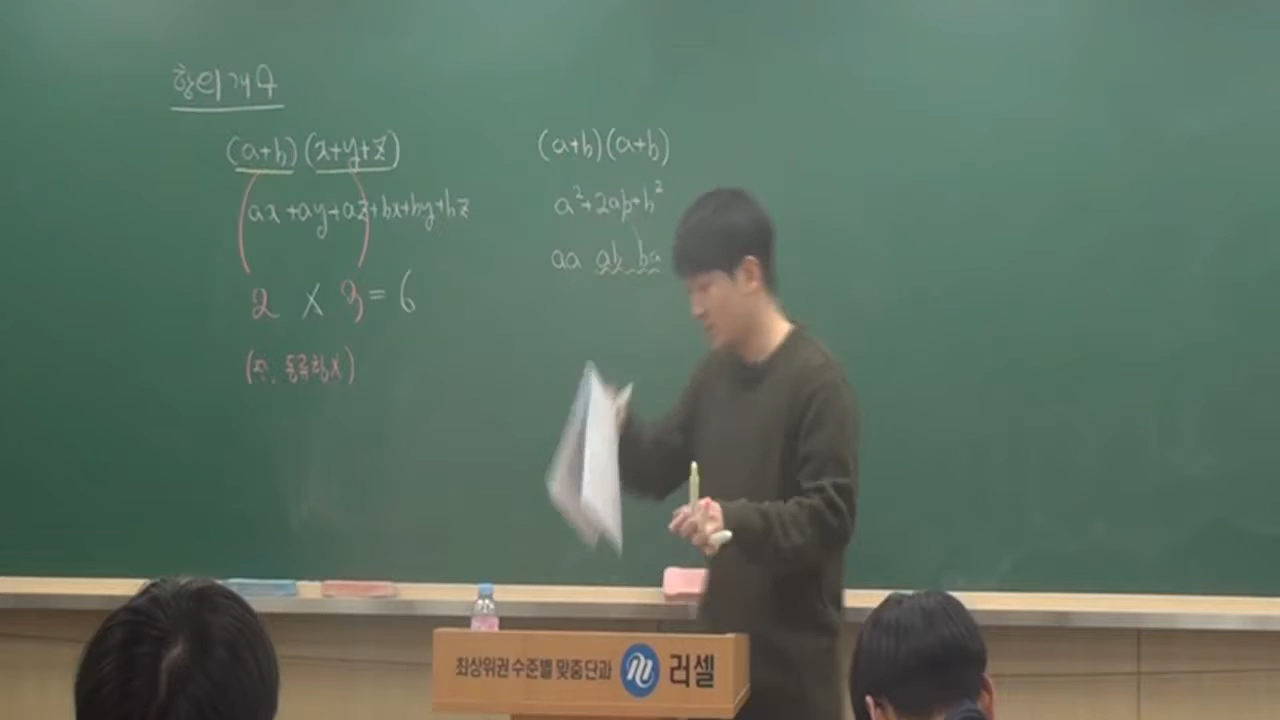 항의개수
(a+b)(x+y+z)
ax+ay+az+bx+by+bz
2 X 3=6
(단, 동류항X)
(a+b)(a+b)
a²+2ab+b²
aa ab ba
최상위권 수준별 맞춤단과 러셀